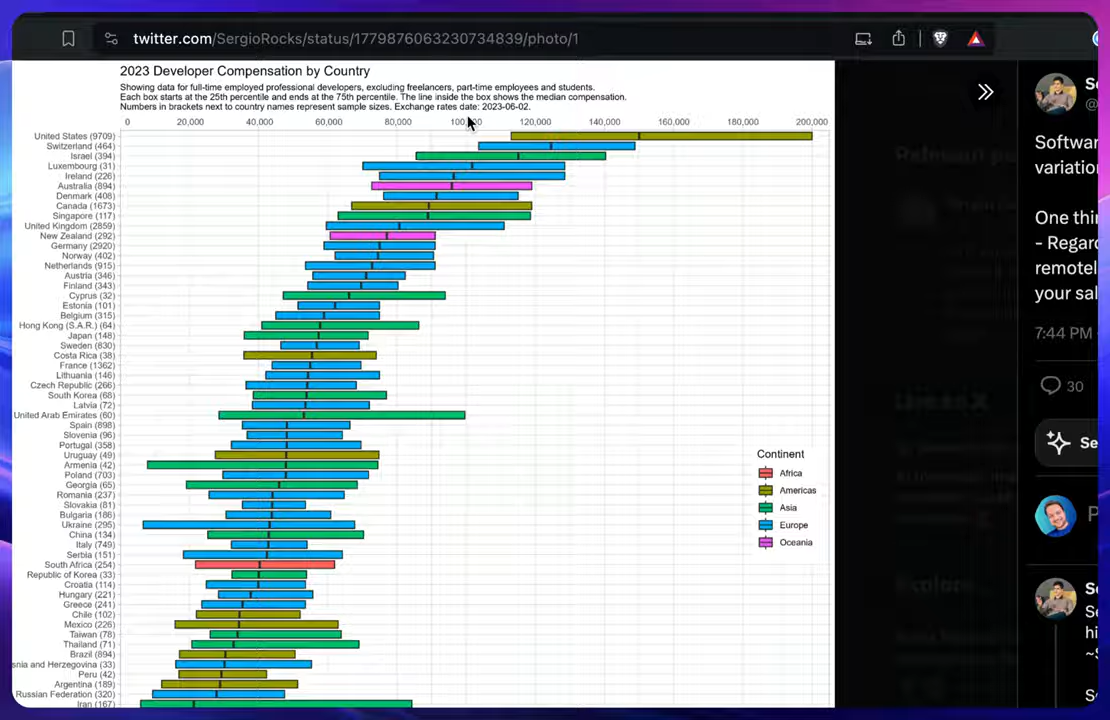 twitter.com/SergioRocks/status/1779876063230734839/photo/1
2023 Developer Compensation by Country
Showing data for full-time employed professional developers, excluding freelancers, part-time employees and students.
Each box starts at the 25th percentile and ends at the 75th percentile. The line inside the box shows the median compensation.
Numbers in brackets next to country names represent sample sizes. Exchange rates date: 2023-06-02.
0 20,000 40,000 60,000 80,000 100,000 120,000 140,000 160,000 180,000 200,000
United States (9709)
Switzerland (464)
Israel (394)
Luxembourg (31)
Ireland (226)
Australia (894)
Denmark (408)
Canada (1673)
Singapore (117)
United Kingdom (2859)
New Zealand (292)
Germany (2920)
Norway (402)
Netherlands (915)
Austria (346)
Finland (343)
Cyprus (32)
Estonia (101)
Belgium (315)
Hong Kong (S.A.R.) (64)
Japan (148)
Sweden (830)
Costa Rica (38)
France (1362)
Lithuania (146)
Czech Republic (266)
South Korea (68)
Latvia (72)
United Arab Emirates (60)
Spain (898)
Slovenia (96)
Portugal (358)
Uruguay (49)
Armenia (42)
Poland (703)
Georgia (65)
Romania (237)
Slovakia (81)
Bulgaria (186)
Ukraine (295)
China (134)
Italy (749)
Serbia (151)
South Africa (254)
Republic of Korea (33)
Croatia (114)
Hungary (221)
Greece (241)
Chile (102)
Mexico (226)
Taiwan (78)
Thailand (71)
Brazil (894)
snia and Herzegovina (33)
Peru (42)
Argentina (189)
Russian Federation (320)
Iran (167)
Continent
Africa
Americas
Asia
Europe
Oceania
Se
@
Softwar
variation
One thi
- Regar
remotel
your sal
7:44 PM
30
Se
P
Se
Se
hi
~S
S